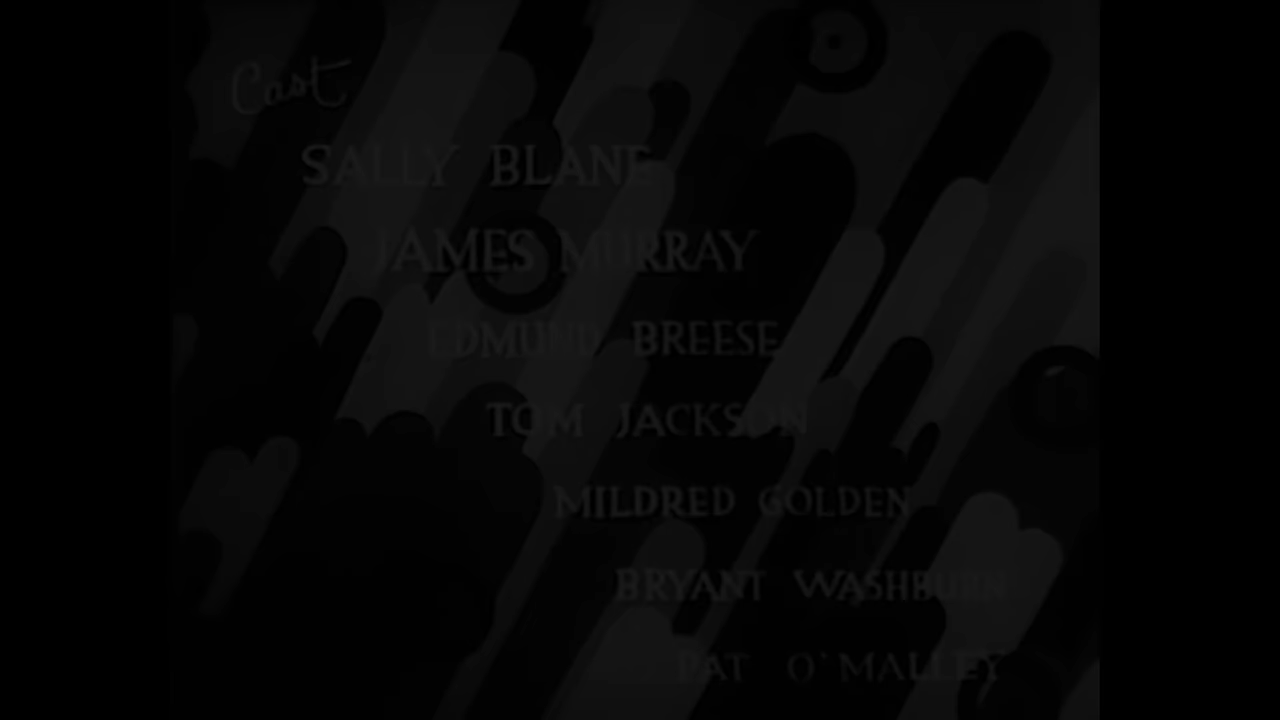 Cast
SALLY BLANE
JAMES MURRAY
EDMUND BREESE
TOM JACKSON
MILDRED GOLDEN
BRYANT WASHBURN
PAT O'MALLEY